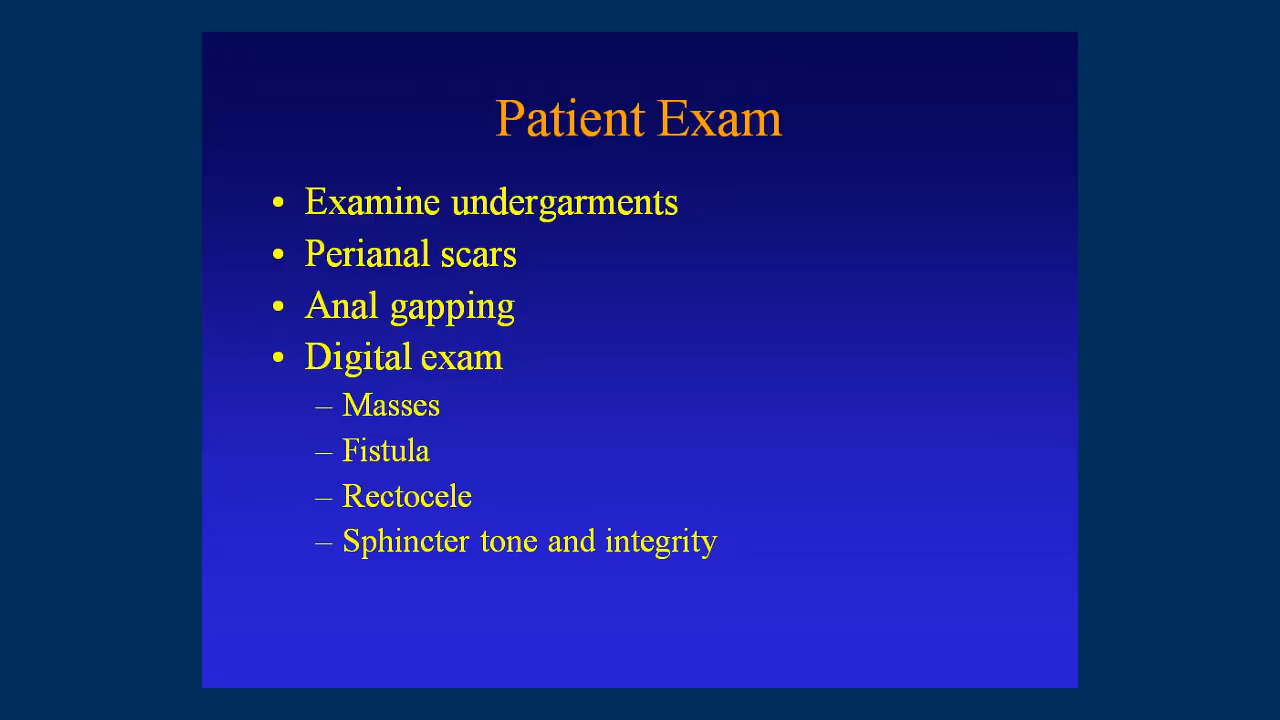 Patient Exam
• Examine undergarments
• Perianal scars
• Anal gapping
• Digital exam
– Masses
– Fistula
– Rectocele
– Sphincter tone and integrity